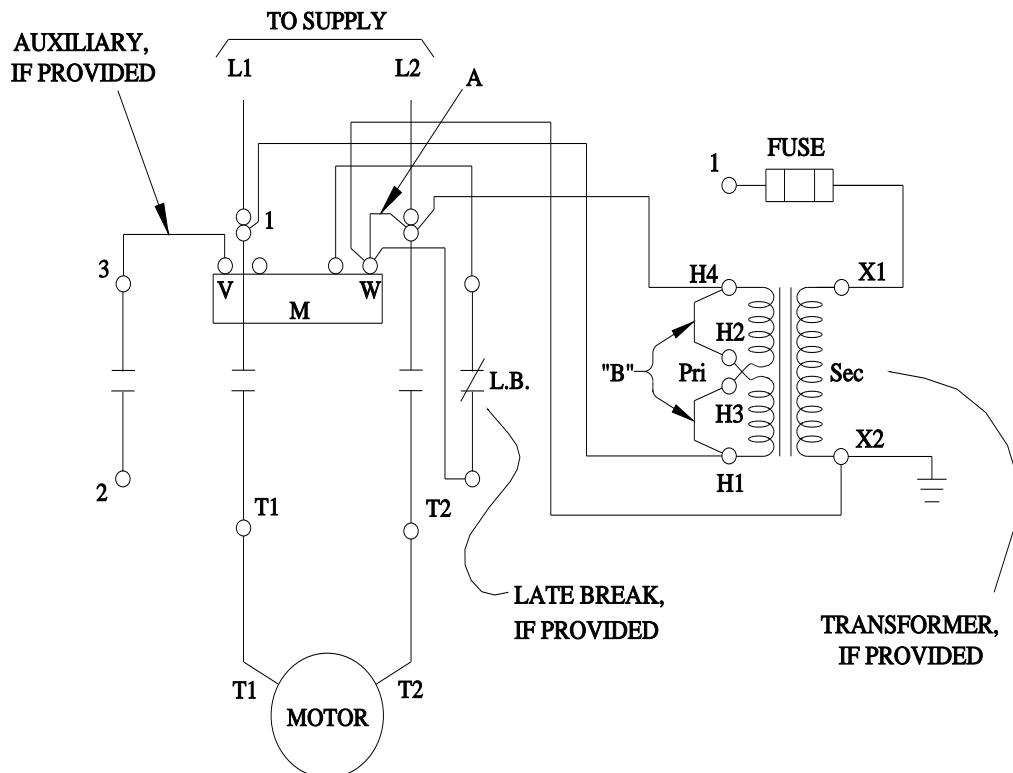 TO SUPPLY
AUXILIARY,
IF PROVIDED
L1
L2
A
1
3
V
W
M
2
L.B.
T1
T2
T1
T2
MOTOR
LATE BREAK,
IF PROVIDED
1
FUSE
H4
X1
H2
"B"
Pri
Sec
H3
X2
H1
TRANSFORMER,
IF PROVIDED